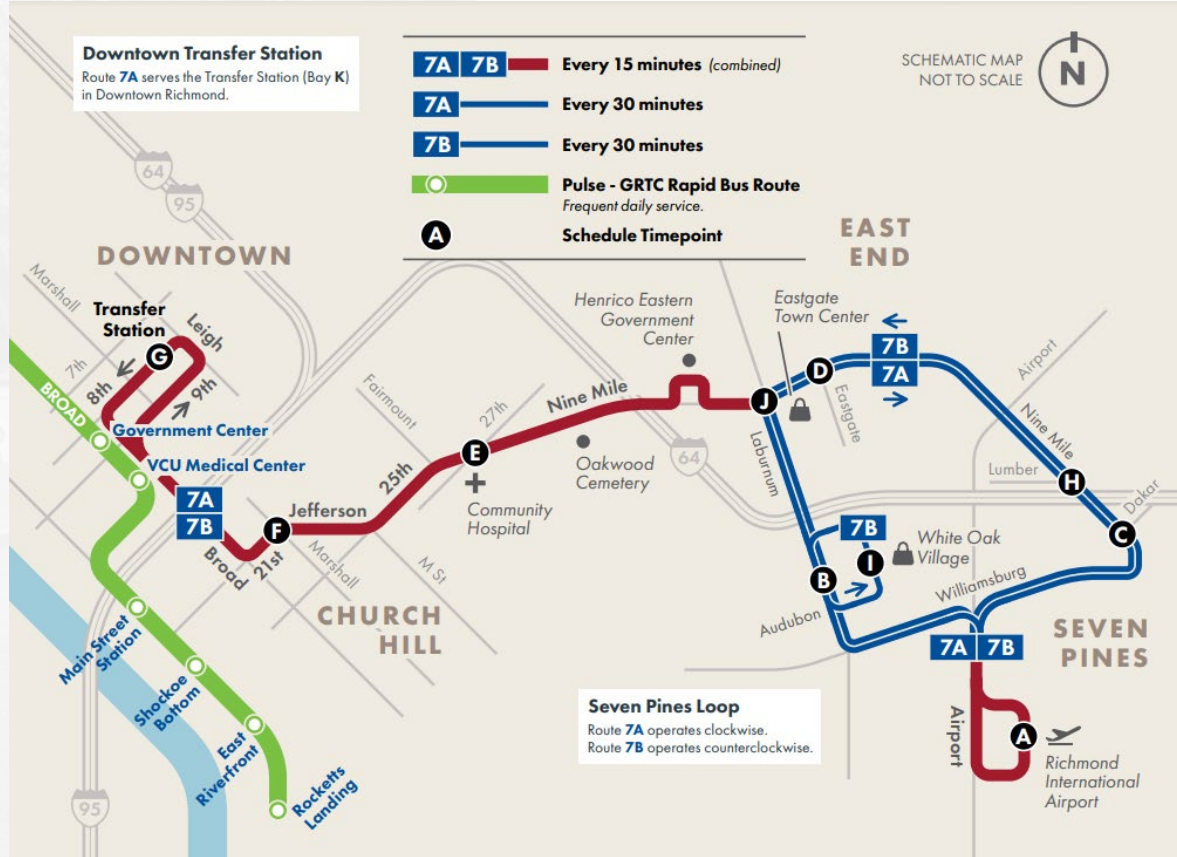 Downtown Transfer Station
Route 7A serves the Transfer Station (Bay K)
in Downtown Richmond.
7A 7B Every 15 minutes (combined)
7A Every 30 minutes
7B Every 30 minutes
Pulse - GRTC Rapid Bus Route
Frequent daily service.
A Schedule Timepoint
SCHEMATIC MAP
NOT TO SCALE
N
64
95
DOWNTOWN
EAST
END
Marshall
Transfer
Station
G
Leigh
7th
8th
9th
BROAD
Government Center
VCU Medical Center
7A
7B
Broad
21st
F
Jefferson
25th
Marshall
M St
Fairmount
27th
E
Community
Hospital
Nine Mile
Oakwood
Cemetery
Henrico Eastern
Government
Center
64
J
Eastgate
Town Center
D
Eastgate
7B
7A
Airport
Nine Mile
Lumber
H
Dakar
C
Laburnum
7B
I
White Oak
Village
B
Audubon
Williamsburg
7A 7B
SEVEN
PINES
Airport
A
Richmond
International
Airport
CHURCH
HILL
Main Street
Station
Shockoe
Bottom
East
Riverfront
Rocketts
Landing
95
Seven Pines Loop
Route 7A operates clockwise.
Route 7B operates counterclockwise.